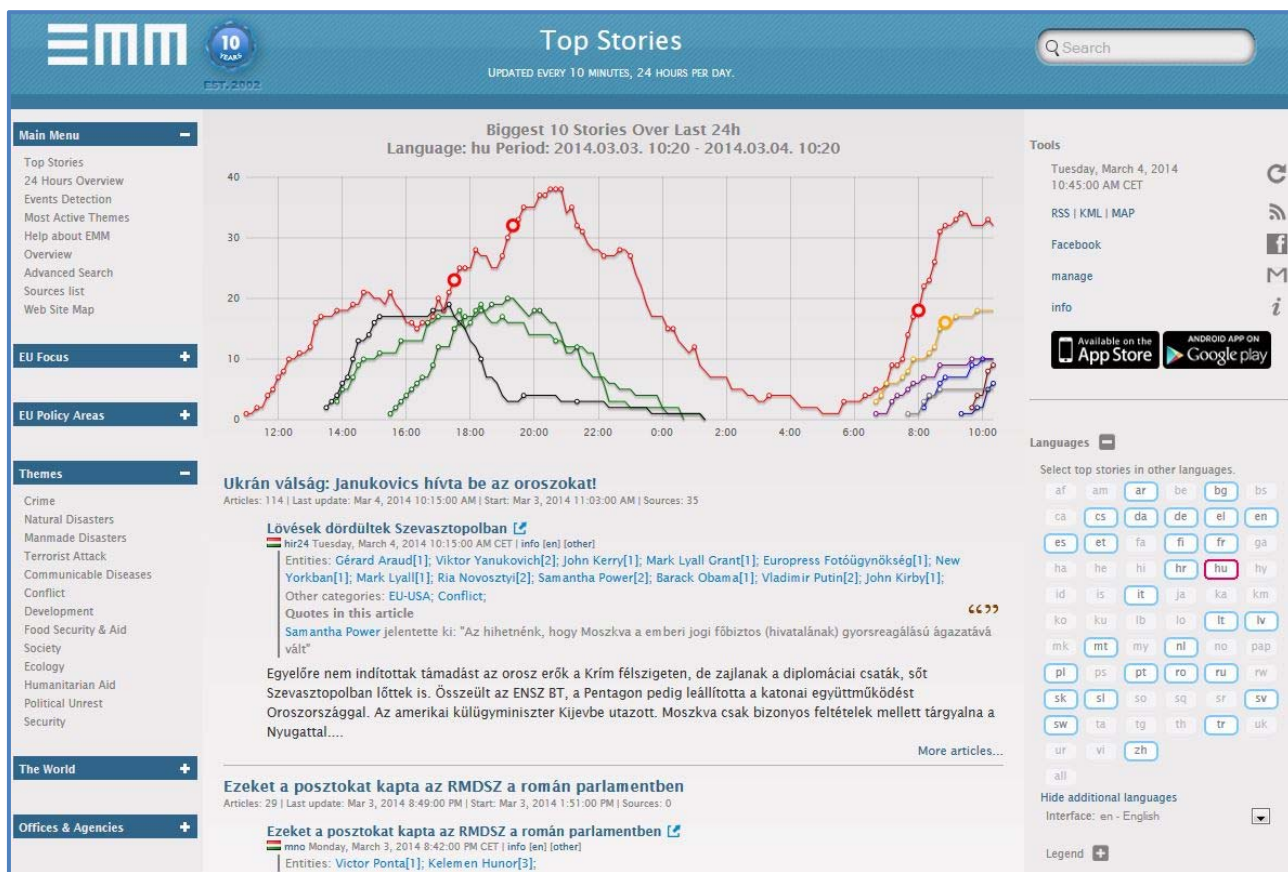 EMM
10
YEARS
EST. 2002
Top Stories
UPDATED EVERY 10 MINUTES, 24 HOURS PER DAY.
Search
Main Menu
Top Stories
24 Hours Overview
Events Detection
Most Active Themes
Help about EMM
Overview
Advanced Search
Sources list
Web Site Map
EU Focus
EU Policy Areas
Themes
Crime
Natural Disasters
Manmade Disasters
Terrorist Attack
Communicable Diseases
Conflict
Development
Food Security & Aid
Society
Ecology
Humanitarian Aid
Political Unrest
Security
The World
Offices & Agencies
Biggest 10 Stories Over Last 24h
Language: hu Period: 2014.03.03. 10:20 - 2014.03.04. 10:20
40
30
20
10
0
12:00 14:00 16:00 18:00 20:00 22:00 0:00 2:00 4:00 6:00 8:00 10:00
Ukrán válság: Janukovics hívta be az oroszokat!
Articles: 114 | Last update: Mar 4, 2014 10:15:00 AM | Start: Mar 3, 2014 11:03:00 AM | Sources: 35
Lövések dördültek Szevasztopolban
hir24 Tuesday, March 4, 2014 10:15:00 AM CET | info [en] [other]
Entities: Gérard Araud[1]; Viktor Yanukovich[2]; John Kerry[1]; Mark Lyall Grant[1]; Europress Fotóügynökség[1]; New
Yorkban[1]; Mark Lyall[1]; Ria Novosztyi[2]; Samantha Power[2]; Barack Obama[1]; Vladimir Putin[2]; John Kirby[1];
Other categories: EU-USA; Conflict;
Quotes in this article
Samantha Power jelentette ki: "Az hihetnénk, hogy Moszkva a emberi jogi főbiztos (hivatalának) gyorsreagálású ágazatává
vált"
Egyelőre nem indítottak támadást az orosz erők a Krím félszigeten, de zajlanak a diplomáciai csaták, sőt
Szevasztopolban lőttek is. Összeült az ENSZ BT, a Pentagon pedig leállította a katonai együttműködést
Oroszországgal. Az amerikai külügyminiszter Kijevbe utazott. Moszkva csak bizonyos feltételek mellett tárgyalna a
Nyugattal....
More articles...
Ezeket a posztokat kapta az RMDSZ a román parlamentben
Articles: 29 | Last update: Mar 3, 2014 8:49:00 PM | Start: Mar 3, 2014 1:51:00 PM | Sources: 0
Ezeket a posztokat kapta az RMDSZ a román parlamentben
mno Monday, March 3, 2014 8:42:00 PM CET | info [en] [other]
Entities: Victor Ponta[1]; Kelemen Hunor[3];
Tools
Tuesday, March 4, 2014
10:45:00 AM CET
RSS | KML | MAP
Facebook
manage
info
Available on the
App Store
ANDROID APP ON
Google play
Languages
Select top stories in other languages.
af am ar be bg bs
ca cs da de el en
es et fa fi fr ga
ha he hi hr hu hy
id is it ja ka km
ko ku lb lo lt lv
mk mt my nl no pap
pl ps pt ro ru rw
sk sl so sq sr sv
sw ta tg th tr uk
ur vi zh
all
Hide additional languages
Interface: en - English
Legend